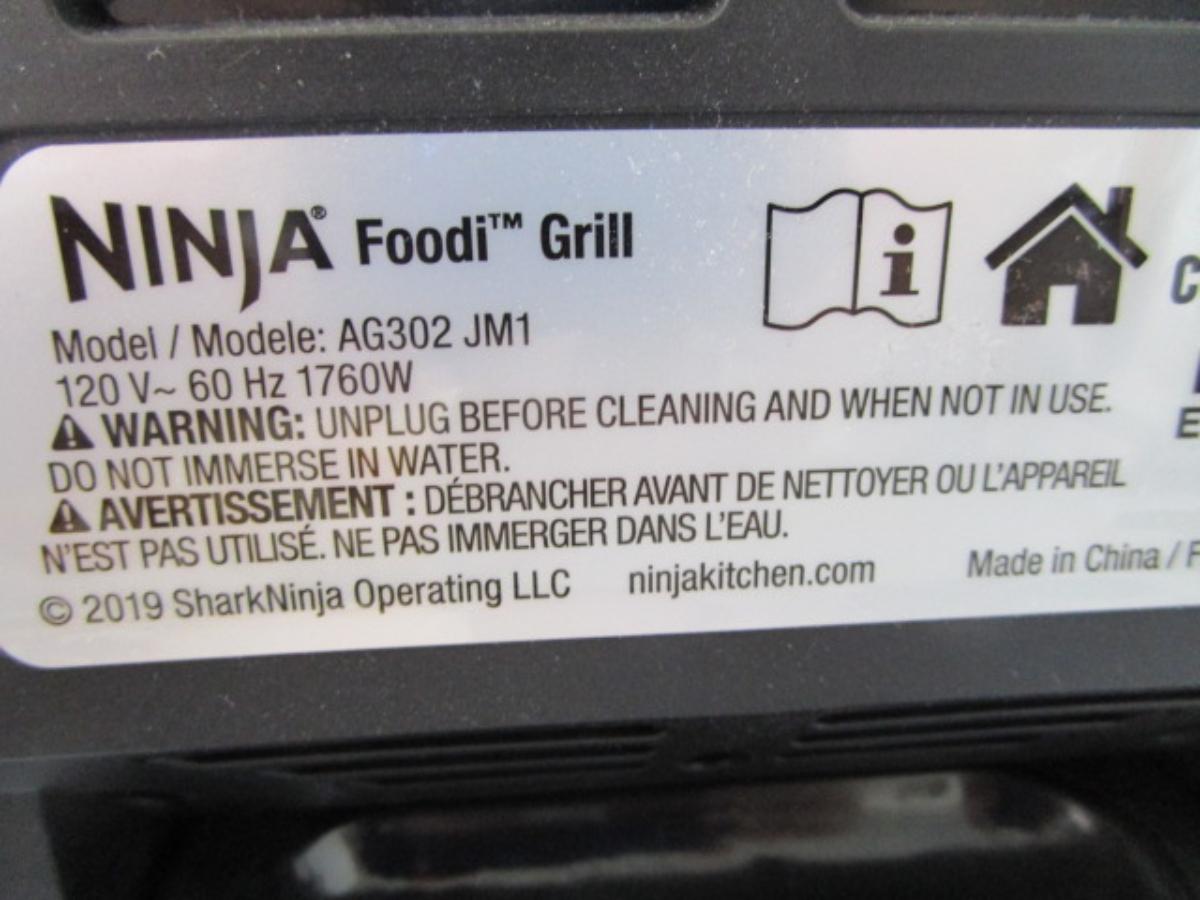 NINJA® Foodi™ Grill
Model / Modele: AG302 JM1
120 V~ 60 Hz 1760W
⚠ WARNING: UNPLUG BEFORE CLEANING AND WHEN NOT IN USE.
DO NOT IMMERSE IN WATER.
⚠ AVERTISSEMENT : DÉBRANCHER AVANT DE NETTOYER OU L'APPAREIL
N'EST PAS UTILISÉ. NE PAS IMMERGER DANS L'EAU.
© 2019 SharkNinja Operating LLC ninjakitchen.com Made in China /